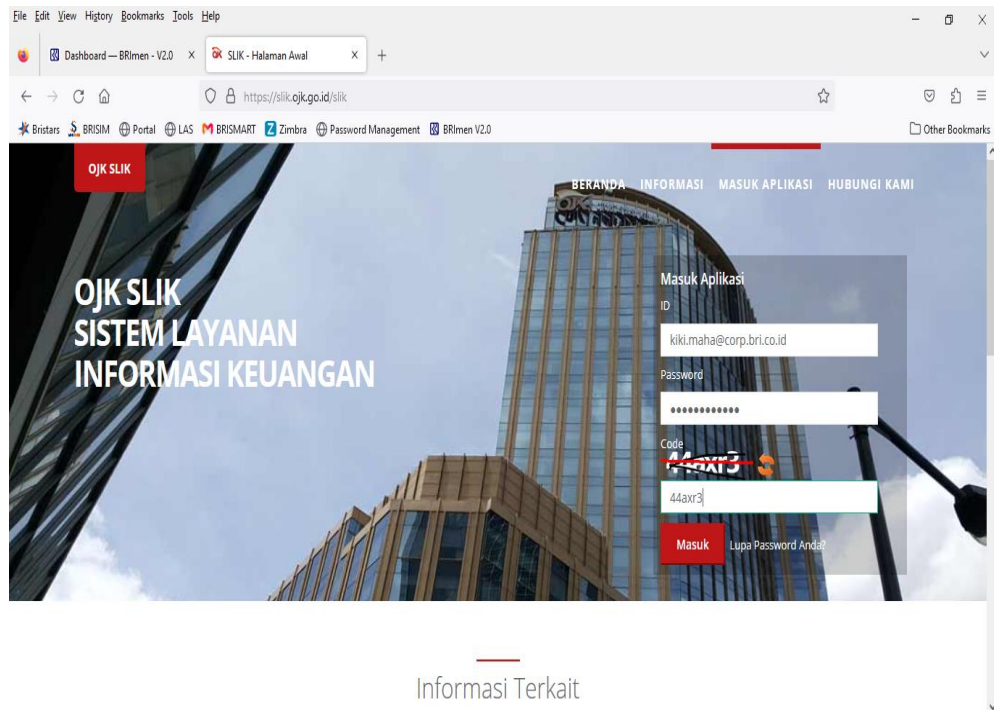 File Edit View History Bookmarks Tools Help
Dashboard — BRImen - V2.0
SLIK - Halaman Awal
https://slik.ojk.go.id/slik
Bristars BRISIM Portal LAS BRISMART Zimbra Password Management BRImen V2.0
Other Bookmarks
OJK SLIK
BERANDA INFORMASI MASUK APLIKASI HUBUNGI KAMI
OJK SLIK
SISTEM LAYANAN
INFORMASI KEUANGAN
Masuk Aplikasi
ID
kiki.maha@corp.bri.co.id
Password
••••••••••••
Code
44axr3
44axr3
Masuk Lupa Password Anda?
Informasi Terkait